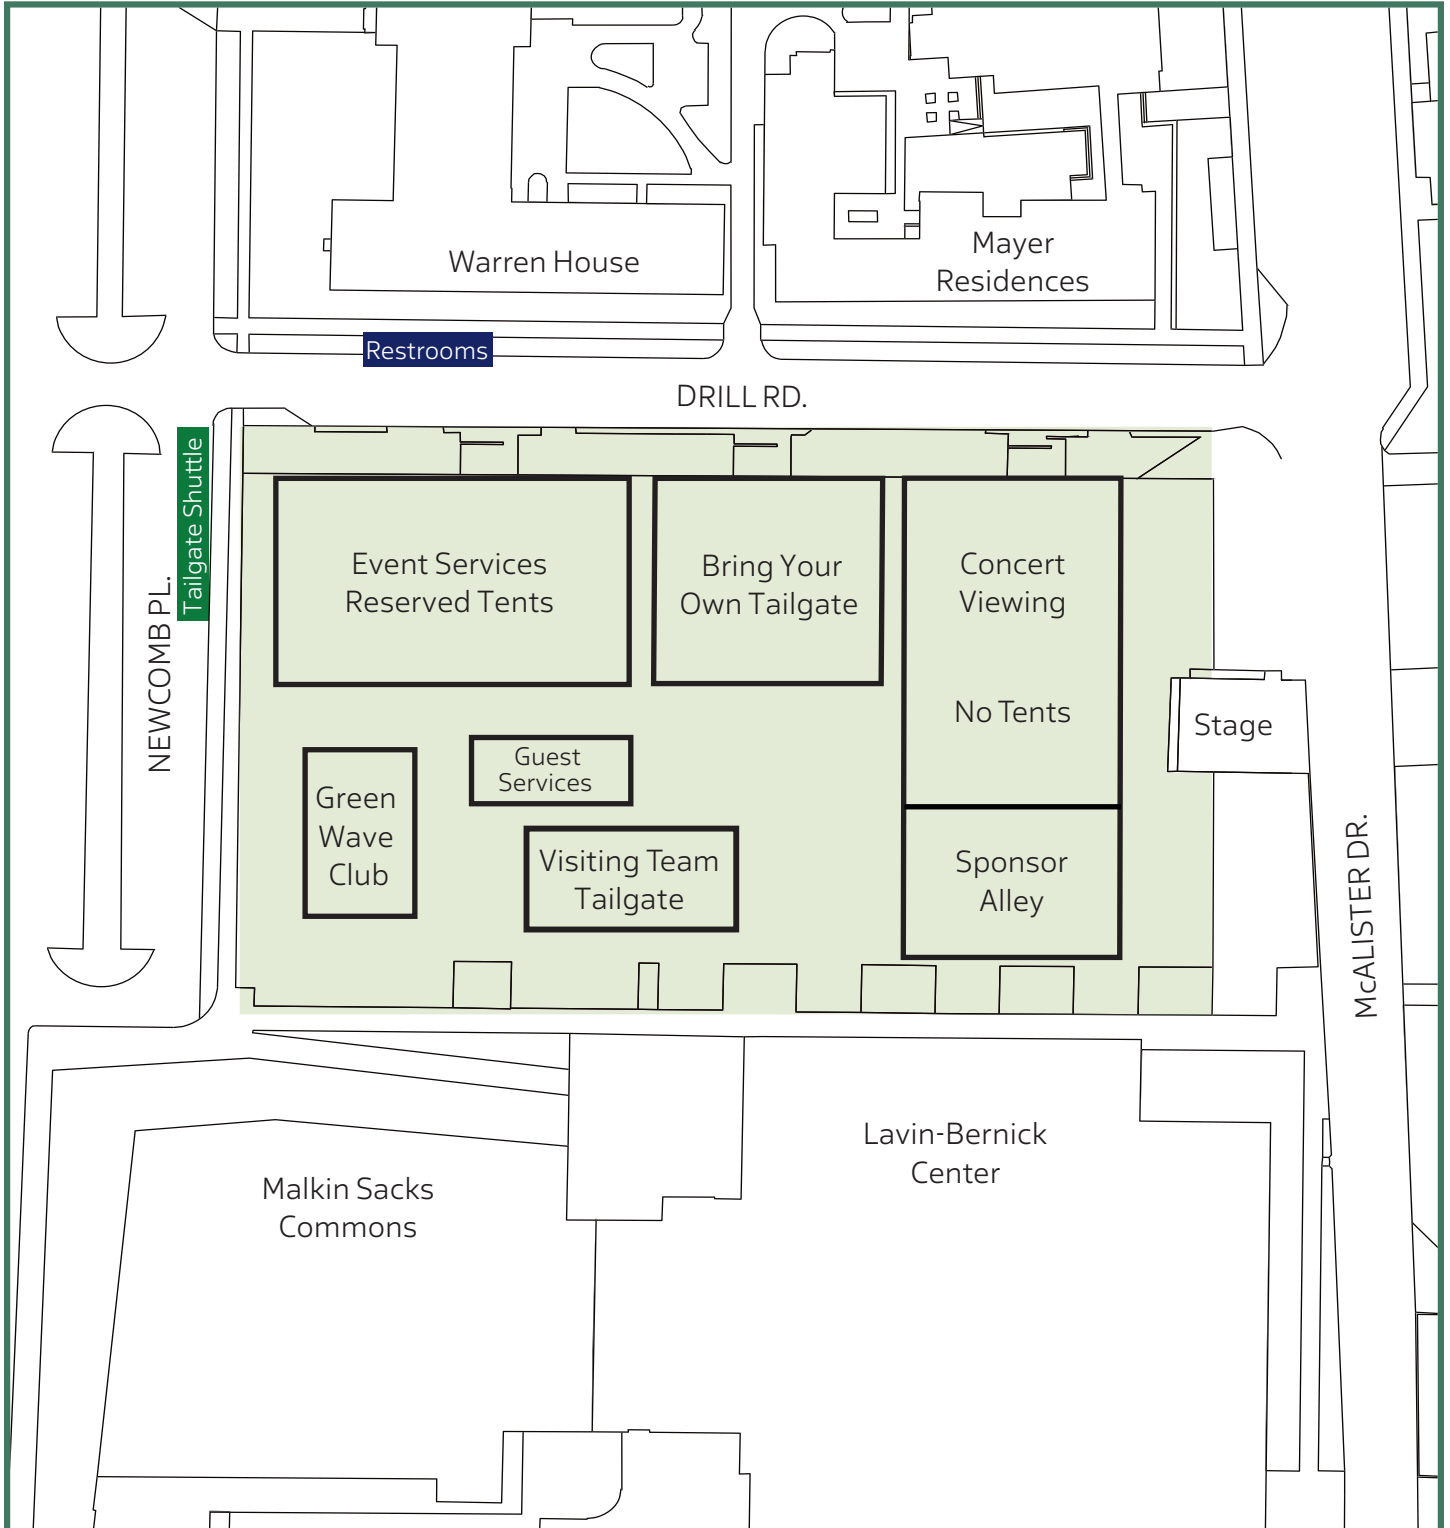 Warren House
Mayer
Residences
Restrooms
DRILL RD.
Tailgate Shuttle
NEWCOMB PL.
Event Services
Reserved Tents
Bring Your
Own Tailgate
Concert
Viewing
No Tents
Stage
Guest
Services
Green
Wave
Club
Visiting Team
Tailgate
Sponsor
Alley
McALISTER DR.
Lavin-Bernick
Center
Malkin Sacks
Commons